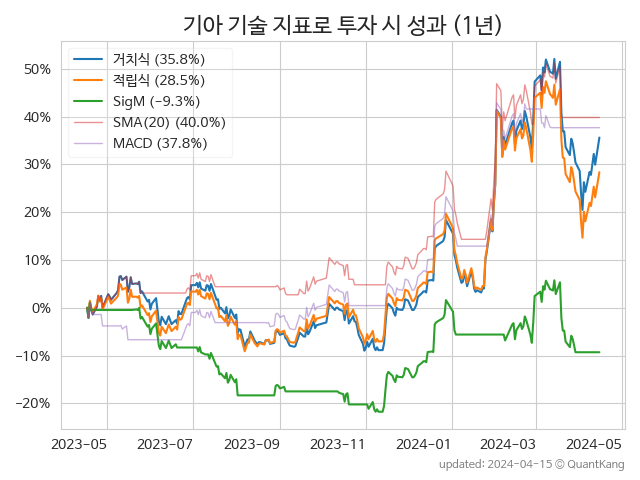 기아 기술 지표로 투자 시 성과 (1년)
거치식 (35.8%)
적립식 (28.5%)
SigM (−9.3%)
SMA(20) (40.0%)
MACD (37.8%)
50%
40%
30%
20%
10%
0%
−10%
−20%
2023-05 2023-07 2023-09 2023-11 2024-01 2024-03 2024-05
updated: 2024-04-15 © QuantKang